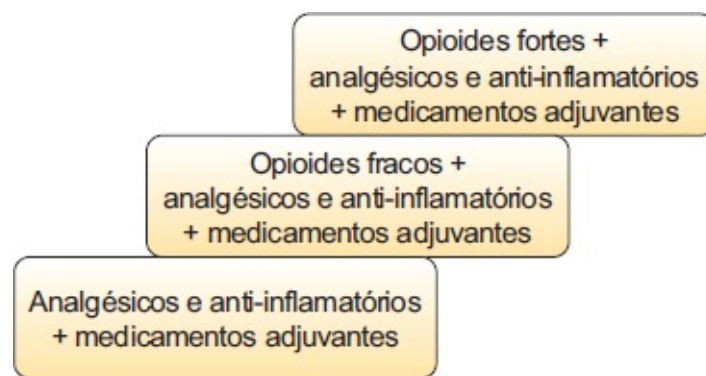 Opioides fortes +
analgésicos e anti-inflamatórios
+ medicamentos adjuvantes
Opioides fracos +
analgésicos e anti-inflamatórios
+ medicamentos adjuvantes
Analgésicos e anti-inflamatórios
+ medicamentos adjuvantes